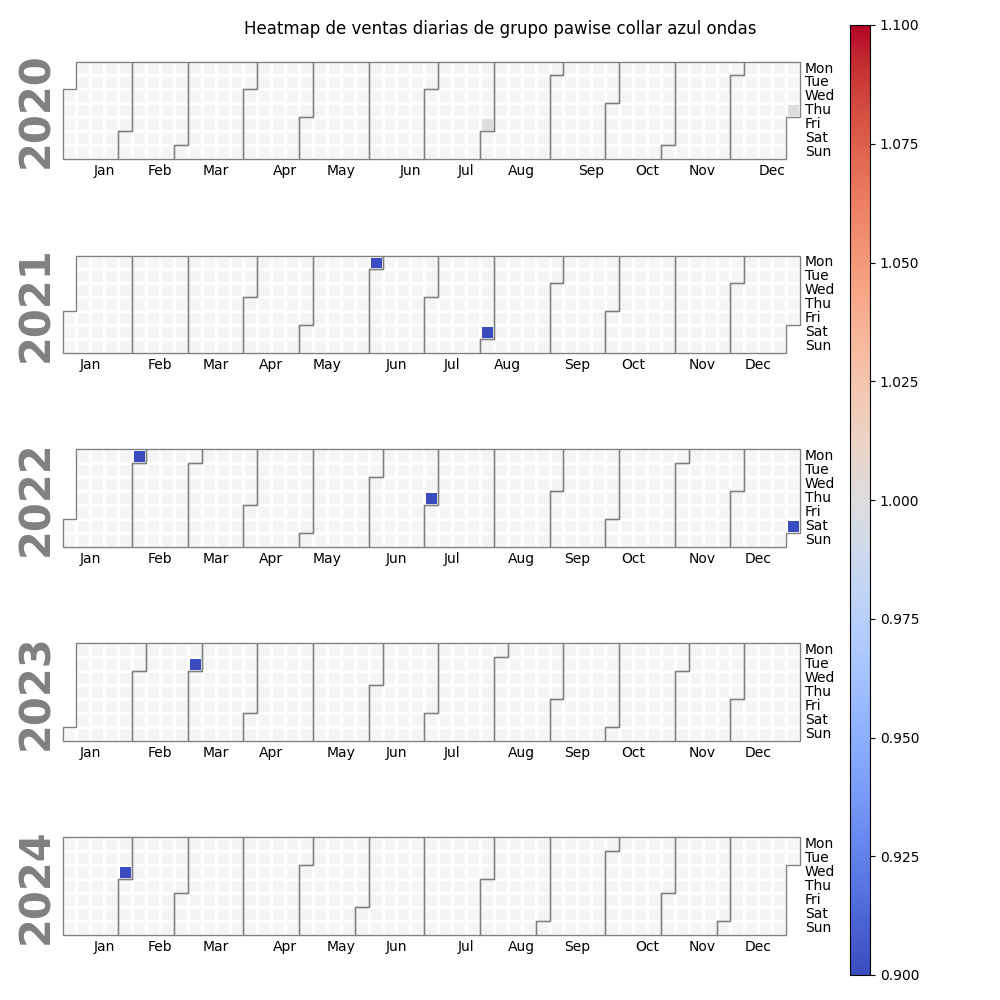 Heatmap de ventas diarias de grupo pawise collar azul ondas
2020
Mon
Tue
Wed
Thu
Fri
Sat
Sun
Jan Feb Mar Apr May Jun Jul Aug Sep Oct Nov Dec
2021
Mon
Tue
Wed
Thu
Fri
Sat
Sun
Jan Feb Mar Apr May Jun Jul Aug Sep Oct Nov Dec
2022
Mon
Tue
Wed
Thu
Fri
Sat
Sun
Jan Feb Mar Apr May Jun Jul Aug Sep Oct Nov Dec
2023
Mon
Tue
Wed
Thu
Fri
Sat
Sun
Jan Feb Mar Apr May Jun Jul Aug Sep Oct Nov Dec
2024
Mon
Tue
Wed
Thu
Fri
Sat
Sun
Jan Feb Mar Apr May Jun Jul Aug Sep Oct Nov Dec
1.100
1.075
1.050
1.025
1.000
0.975
0.950
0.925
0.900